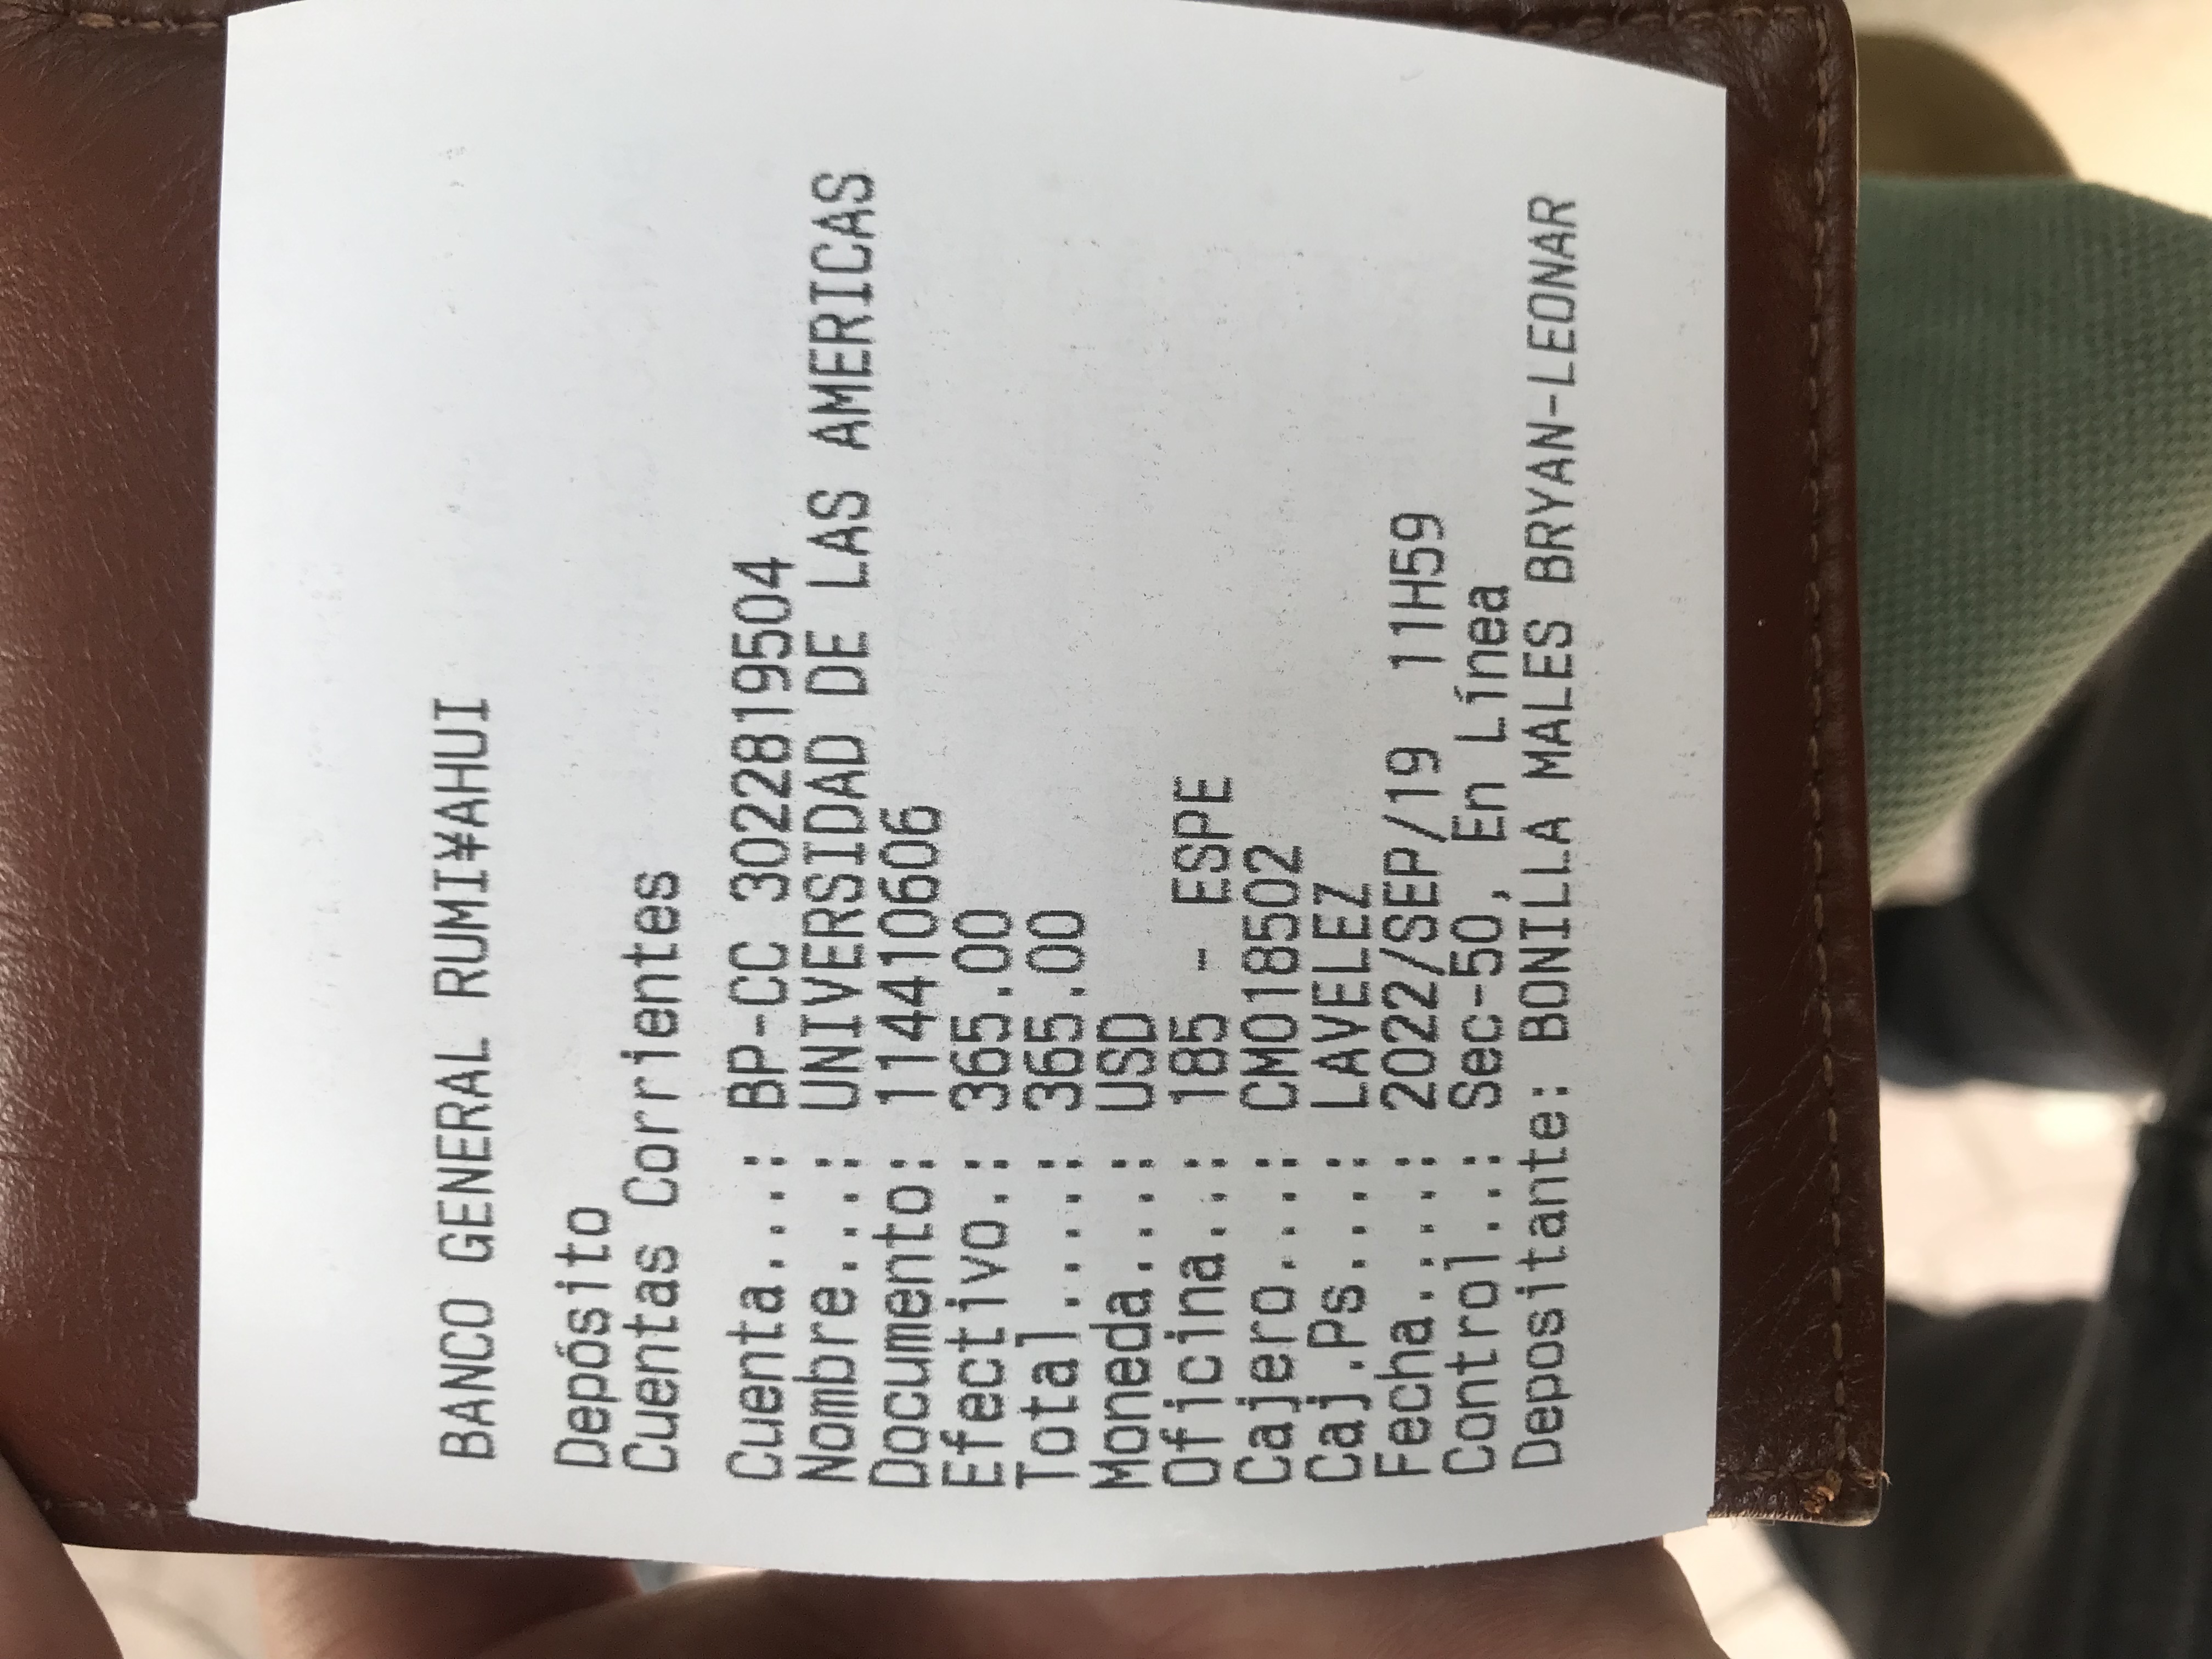 BANCO GENERAL RUMI¥AHUI
Depósito
Cuentas Corrientes
Cuenta...: BP-CC 3022819504
Nombre...: UNIVERSIDAD DE LAS AMERICAS
Documento: 114410606
Efectivo.: 365.00
Total....: 365.00
Moneda...: USD
Oficina..: 185 - ESPE
Cajero...: CM018502
Caj.Ps...: LAVELEZ
Fecha....: 2022/SEP/19 11H59
Control..: Sec-50, En Línea
Depositante: BONILLA MALES BRYAN-LEONAR